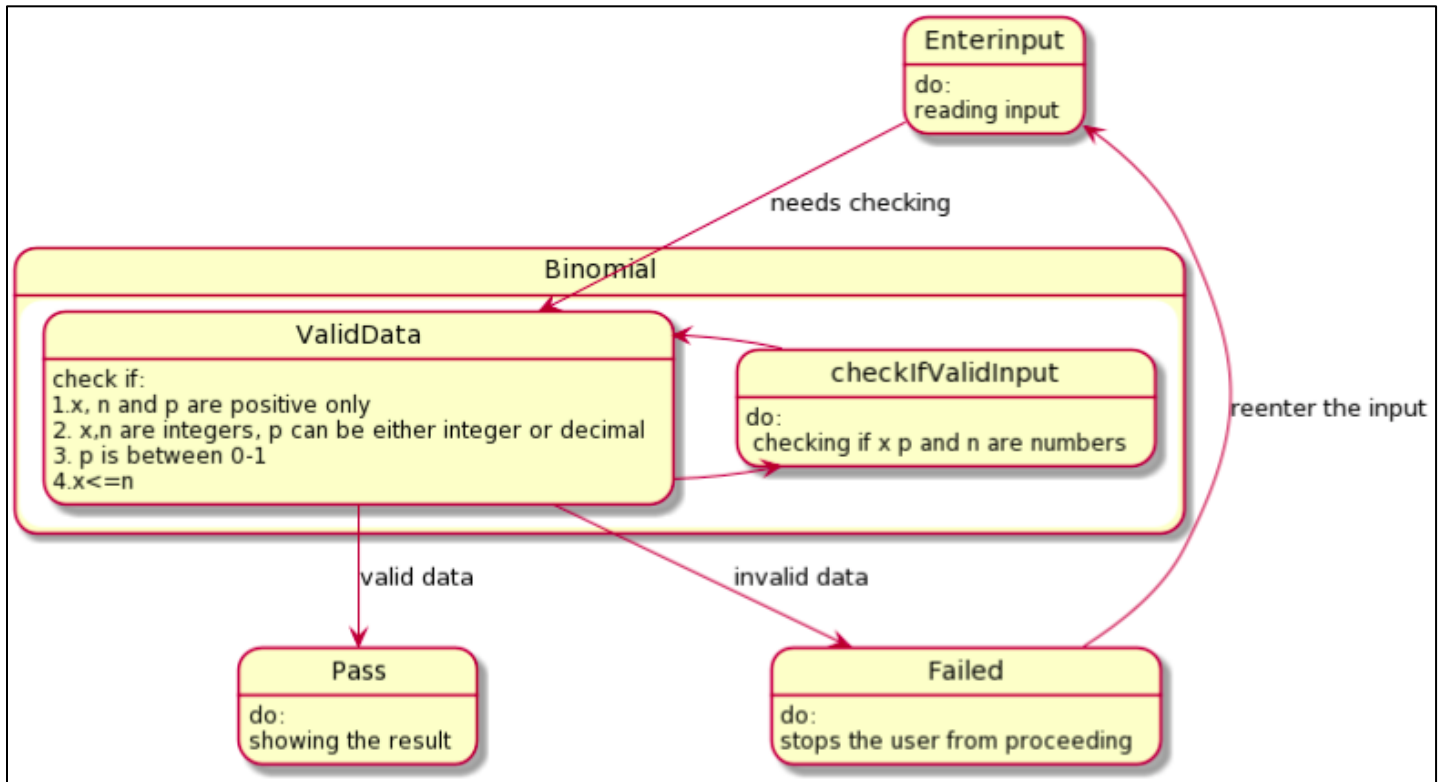 Enterinput
do:
reading input
needs checking
Binomial
ValidData
check if:
1.x, n and p are positive only
2. x,n are integers, p can be either integer or decimal
3. p is between 0-1
4.x<=n
checkIfValidInput
do:
checking if x p and n are numbers
reenter the input
valid data
invalid data
Pass
do:
showing the result
Failed
do:
stops the user from proceeding